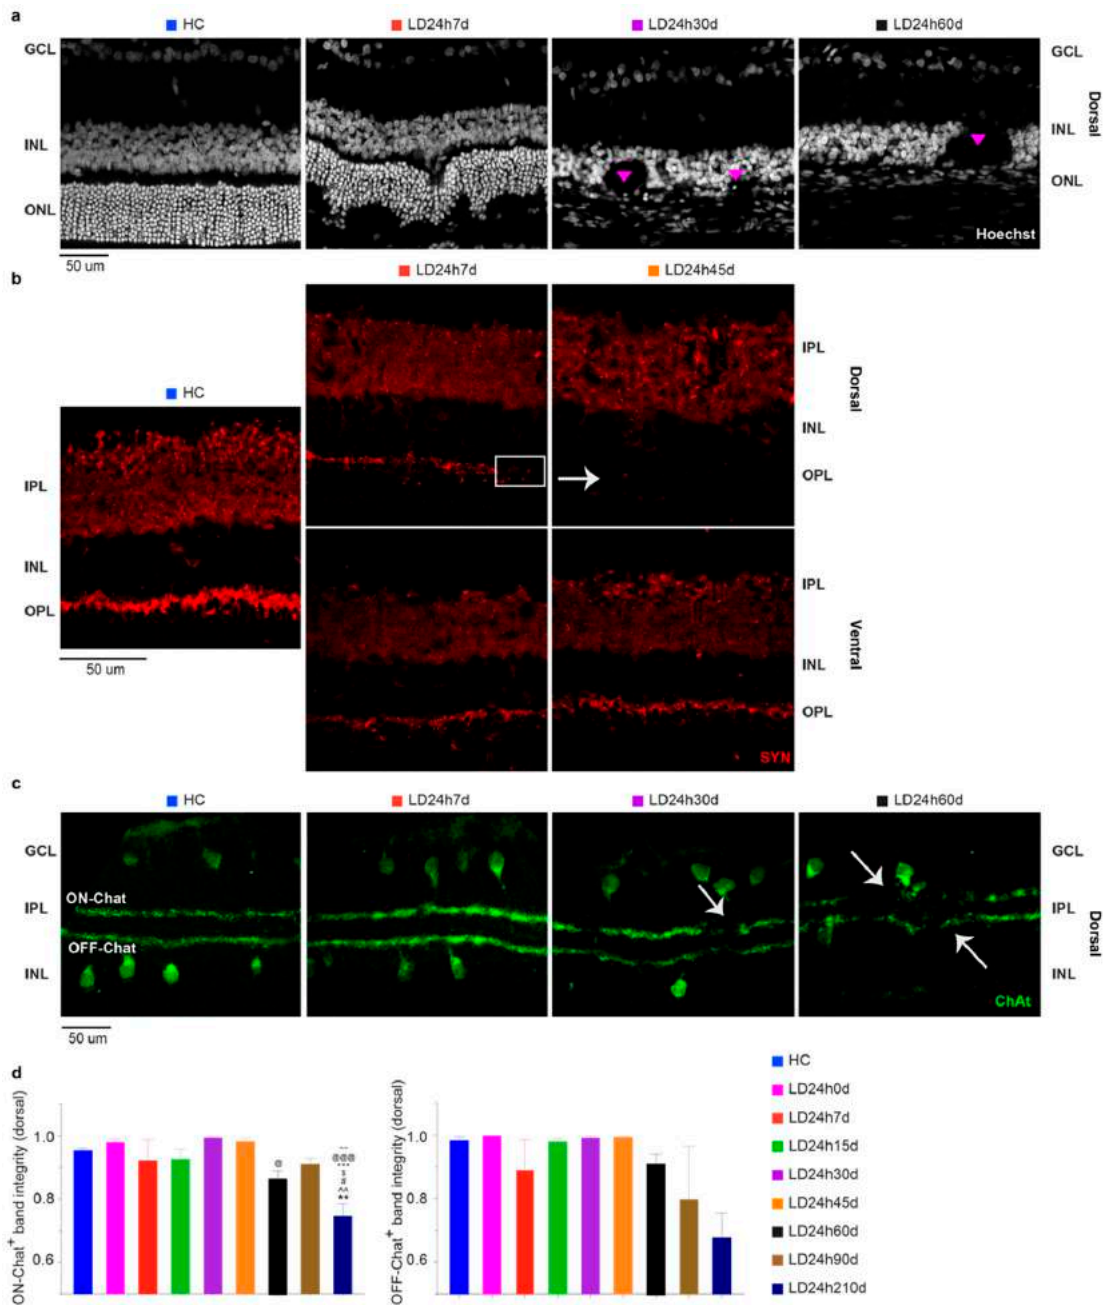 a
HC LD24h7d LD24h30d LD24h60d
GCL GCL
INL INL
ONL ONL
Dorsal
Hoechst
50 um
b
LD24h7d LD24h45d
HC
IPL
INL
OPL
Dorsal
IPL
INL
OPL
50 um
IPL
INL
OPL
Ventral
SYN
c
HC LD24h7d LD24h30d LD24h60d
GCL GCL
ON-Chat
IPL IPL
OFF-Chat
INL INL
Dorsal
ChAt
50 um
d
ON-Chat+ band integrity (dorsal)
1.0
0.8
0.6
@
@@@
$
#
^^
**
OFF-Chat+ band integrity (dorsal)
1.0
0.8
0.6
HC
LD24h0d
LD24h7d
LD24h15d
LD24h30d
LD24h45d
LD24h60d
LD24h90d
LD24h210d